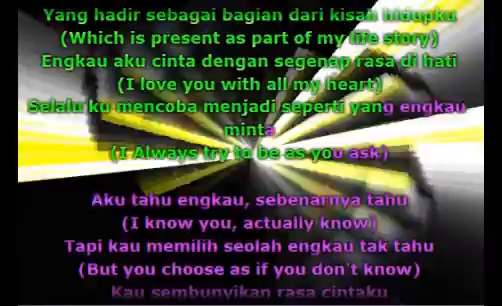 Yang hadir sebagai bagian dari kisah hidupku
(Which is present as part of my life story)
Engkau aku cinta dengan segenap rasa di hati
(I love you with all my heart)
Selalu ku mencoba menjadi seperti yang engkau
minta
(I Always try to be as you ask)
Aku tahu engkau, sebenarnya tahu
(I know you, actually know)
Tapi kau memilih seolah engkau tak tahu
(But you choose as if you don't know)
Kau sembunyikan rasa cintaku